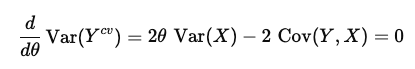 d/dθ Var(Y^{cv}) = 2θ Var(X) − 2 Cov(Y, X) = 0